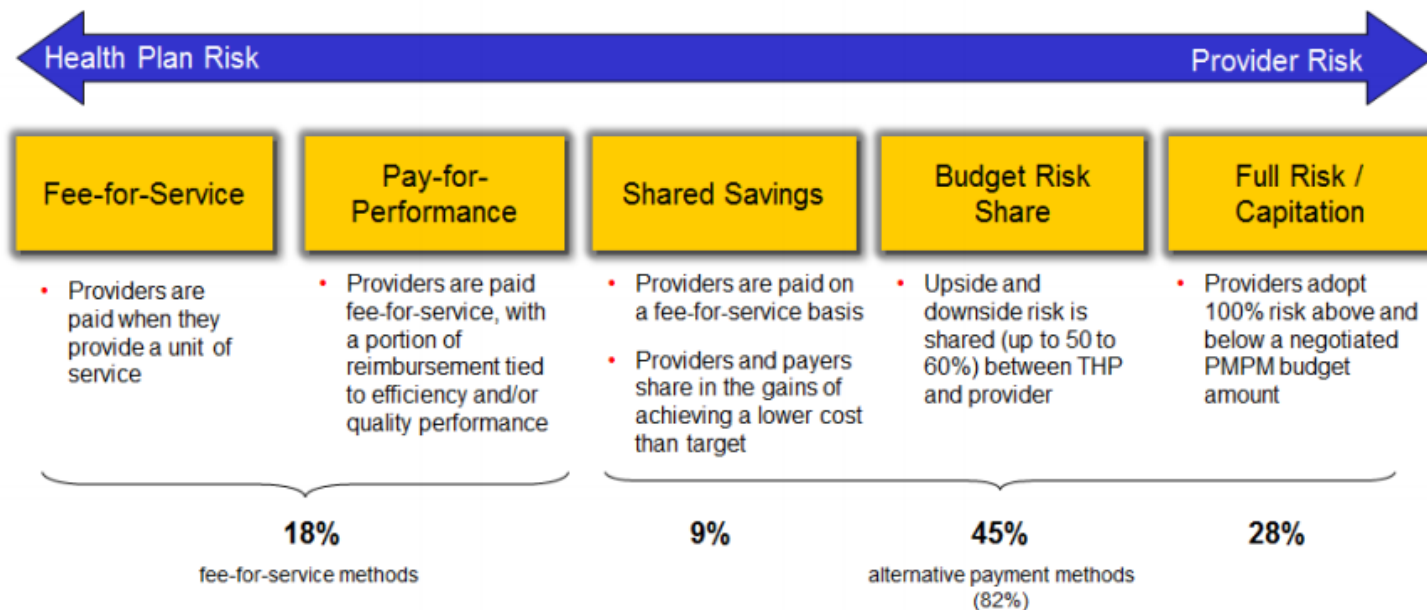 Health Plan Risk
Provider Risk
Fee-for-Service
Pay-for-
Performance
Shared Savings
Budget Risk
Share
Full Risk /
Capitation
• Providers are
paid when they
provide a unit of
service
• Providers are paid
fee-for-service, with
a portion of
reimbursement tied
to efficiency and/or
quality performance
• Providers are paid on
a fee-for-service basis
• Providers and payers
share in the gains of
achieving a lower cost
than target
• Upside and
downside risk is
shared (up to 50 to
60%) between THP
and provider
• Providers adopt
100% risk above and
below a negotiated
PMPM budget
amount
18%
fee-for-service methods
9%
45%
28%
alternative payment methods
(82%)